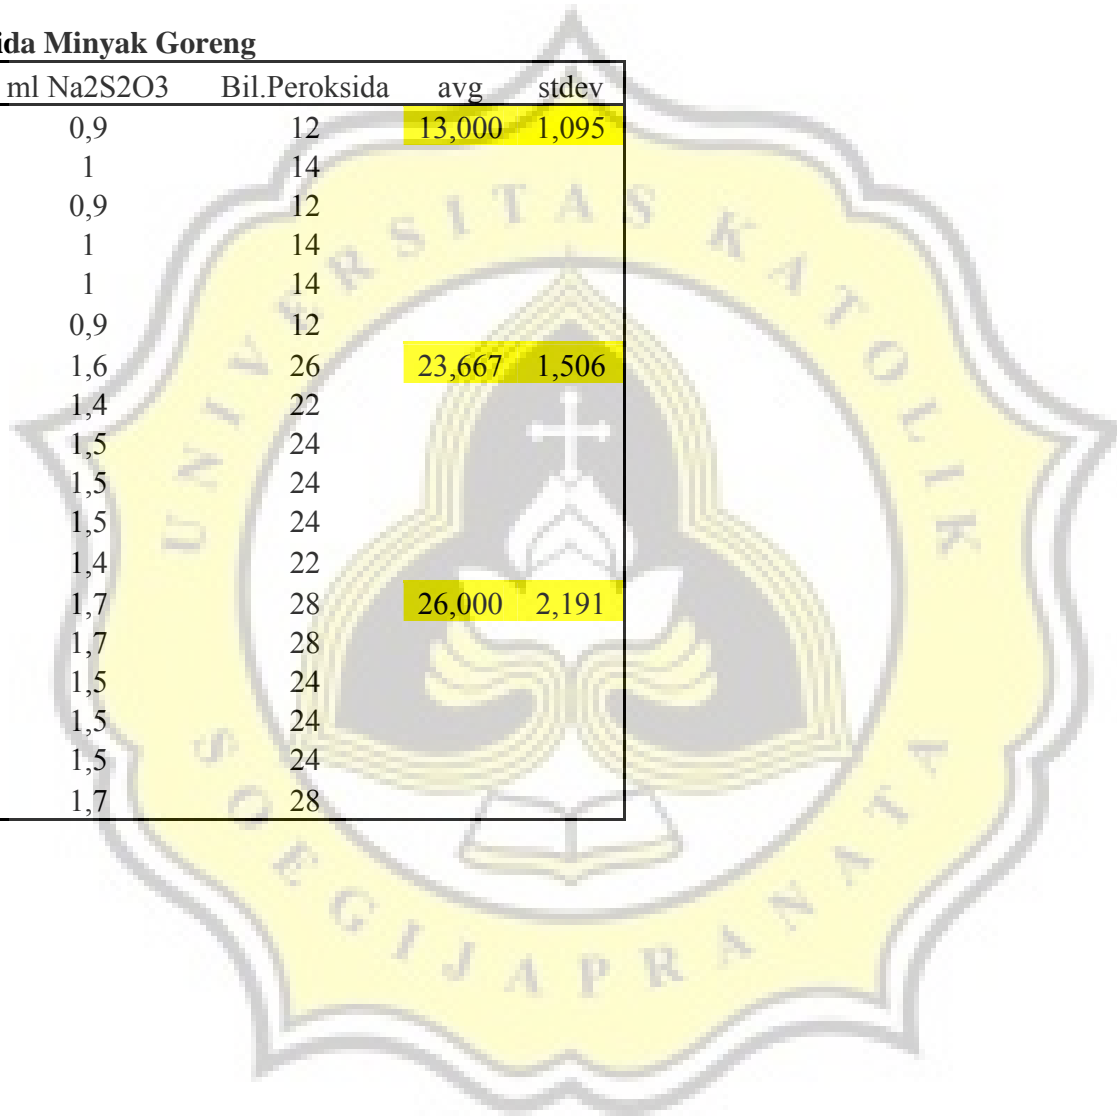 ida Minyak Goreng
ml Na2S2O3 Bil.Peroksida avg stdev
0,9 12 13,000 1,095
1 14
0,9 12
1 14
1 14
0,9 12
1,6 26 23,667 1,506
1,4 22
1,5 24
1,5 24
1,5 24
1,4 22
1,7 28 26,000 2,191
1,7 28
1,5 24
1,5 24
1,5 24
1,7 28
UNIVERSITAS KATOLIK
SOEGIJAPRANATA